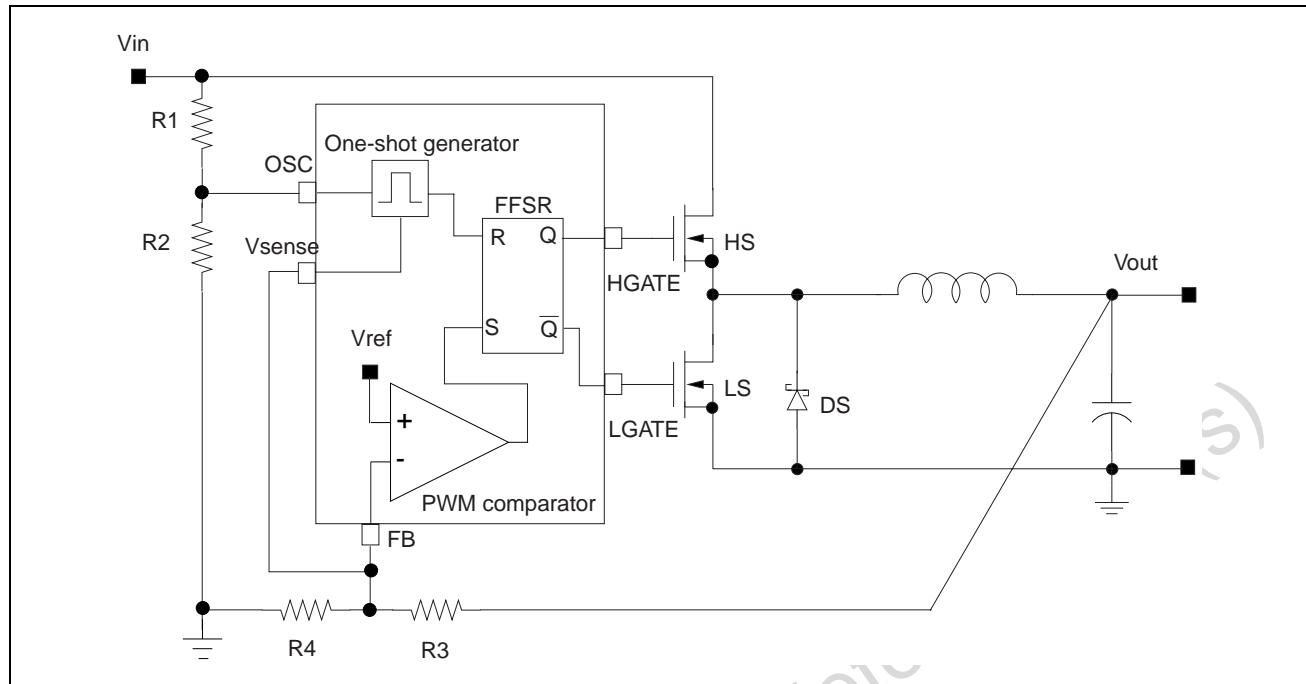 Vin
R1
One-shot generator
OSC
FFSR
R2
R
Q
HS
Vsense
HGATE
Vout
Vref
S
Q
LS
DS
+
LGATE
-
PWM comparator
FB
R4
R3